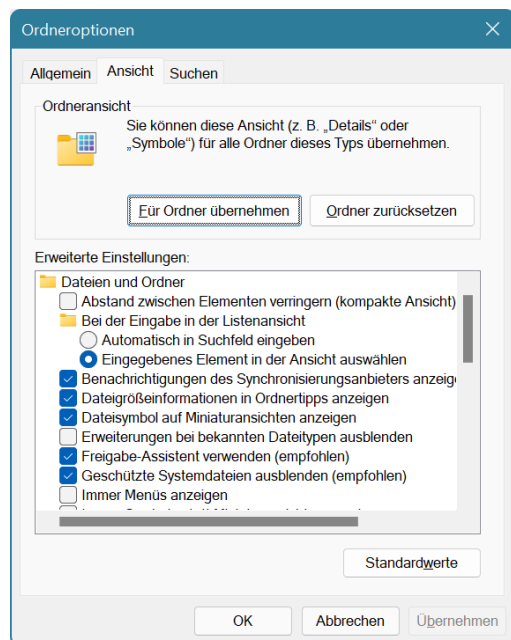 Ordneroptionen
Allgemein Ansicht Suchen
Ordneransicht
Sie können diese Ansicht (z. B. „Details“ oder
„Symbole“) für alle Ordner dieses Typs übernehmen.
Für Ordner übernehmen Ordner zurücksetzen
Erweiterte Einstellungen:
Dateien und Ordner
Abstand zwischen Elementen verringern (kompakte Ansicht)
Bei der Eingabe in der Listenansicht
Automatisch in Suchfeld eingeben
Eingegebenes Element in der Ansicht auswählen
Benachrichtigungen des Synchronisierungsanbieters anzeig
Dateigrößeinformationen in Ordnertipps anzeigen
Dateisymbol auf Miniaturansichten anzeigen
Erweiterungen bei bekannten Dateitypen ausblenden
Freigabe-Assistent verwenden (empfohlen)
Geschützte Systemdateien ausblenden (empfohlen)
Immer Menüs anzeigen
Standardwerte
OK Abbrechen Übernehmen